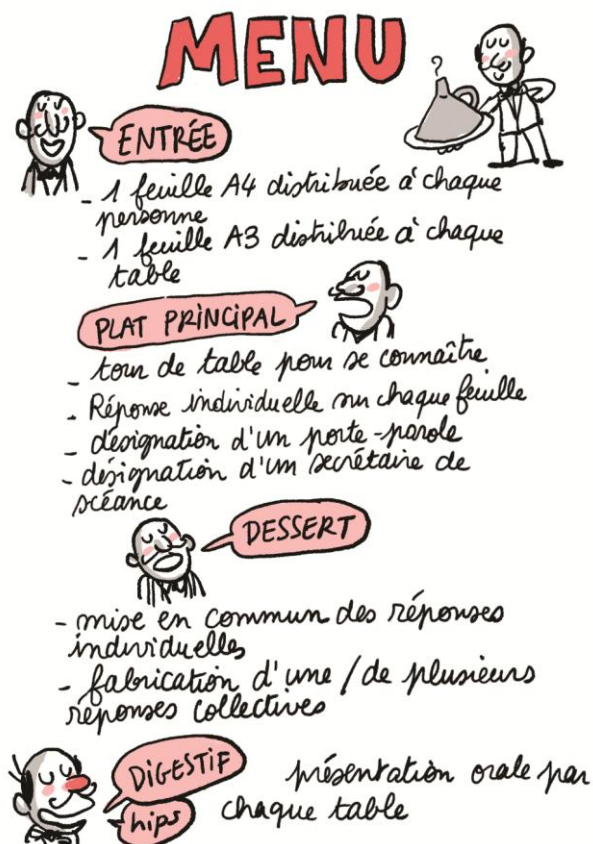 MENU
?
ENTRÉE
- 1 feuille A4 distribuée à chaque
personne
- 1 feuille A3 distribuée à chaque
table
PLAT PRINCIPAL
- tour de table pour se connaître
- Réponse individuelle sur chaque feuille
- désignation d'un porte-parole
- désignation d'un secrétaire de
scéance
DESSERT
- mise en commun des réponses
individuelles
- fabrication d'une / de plusieurs
réponses collectives
DIGESTIF
présentation orale par
hips
chaque table